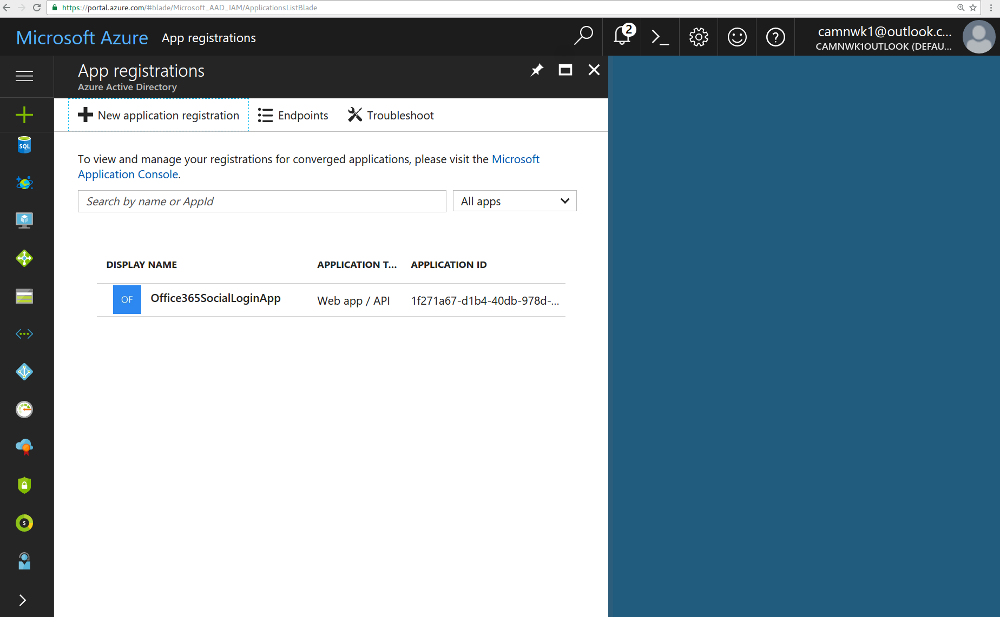 https://portal.azure.com/#blade/Microsoft_AAD_IAM/ApplicationsListBlade
Microsoft Azure App registrations
2
camnwk1@outlook.c...
CAMNWK1OUTLOOK (DEFAU...
App registrations
Azure Active Directory
New application registration Endpoints Troubleshoot
To view and manage your registrations for converged applications, please visit the Microsoft
Application Console.
Search by name or AppId All apps
DISPLAY NAME APPLICATION T... APPLICATION ID
OF Office365SocialLoginApp Web app / API 1f271a67-d1b4-40db-978d-...
SQL
$